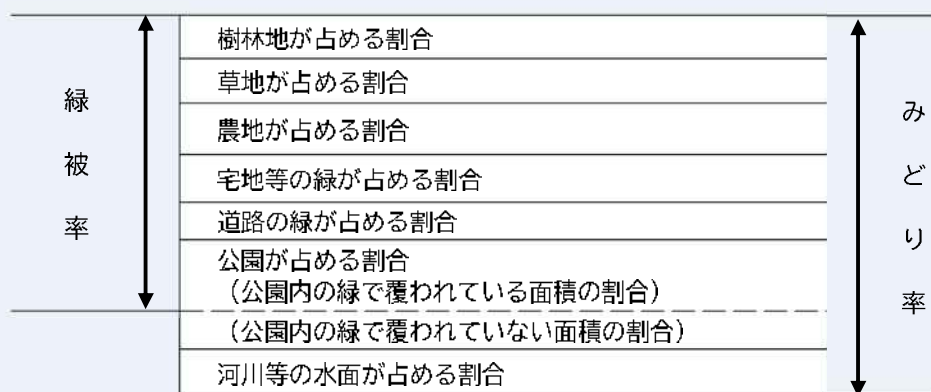 緑被率
樹林地が占める割合
草地が占める割合
農地が占める割合
宅地等の緑が占める割合
道路の緑が占める割合
公園が占める割合
（公園内の緑で覆われている面積の割合）
（公園内の緑で覆われていない面積の割合）
河川等の水面が占める割合
みどり率